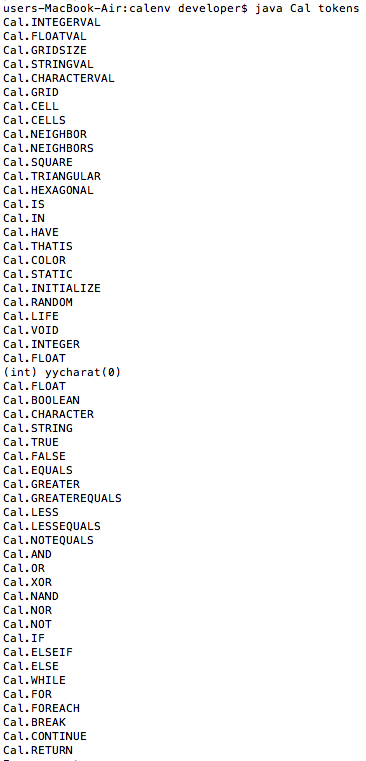 users-MacBook-Air:calenv developer$ java Cal tokens
Cal.INTEGERVAL
Cal.FLOATVAL
Cal.GRIDSIZE
Cal.STRINGVAL
Cal.CHARACTERVAL
Cal.GRID
Cal.CELL
Cal.CELLS
Cal.NEIGHBOR
Cal.NEIGHBORS
Cal.SQUARE
Cal.TRIANGULAR
Cal.HEXAGONAL
Cal.IS
Cal.IN
Cal.HAVE
Cal.THATIS
Cal.COLOR
Cal.STATIC
Cal.INITIALIZE
Cal.RANDOM
Cal.LIFE
Cal.VOID
Cal.INTEGER
Cal.FLOAT
(int) yycharat(0)
Cal.FLOAT
Cal.BOOLEAN
Cal.CHARACTER
Cal.STRING
Cal.TRUE
Cal.FALSE
Cal.EQUALS
Cal.GREATER
Cal.GREATEREQUALS
Cal.LESS
Cal.LESSEQUALS
Cal.NOTEQUALS
Cal.AND
Cal.OR
Cal.XOR
Cal.NAND
Cal.NOR
Cal.NOT
Cal.IF
Cal.ELSEIF
Cal.ELSE
Cal.WHILE
Cal.FOR
Cal.FOREACH
Cal.BREAK
Cal.CONTINUE
Cal.RETURN